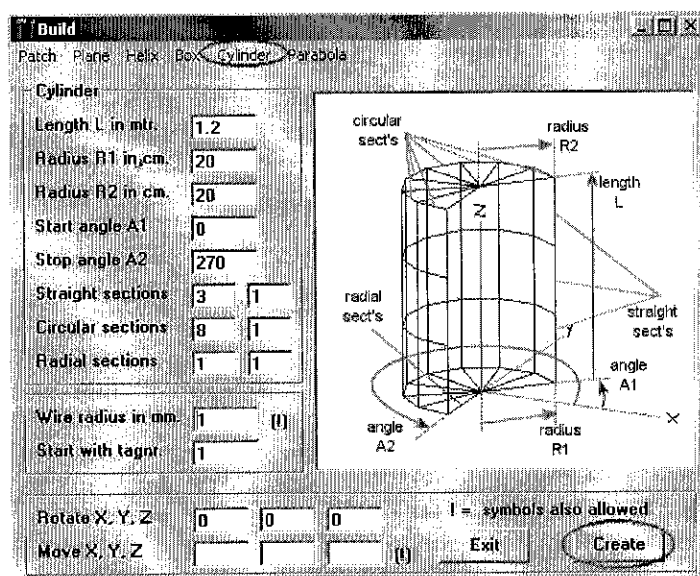 Build
Patch Plane Helix Box Cylinder Parabola
Cylinder
Length L in mtr. 1.2
Radius R1 in cm. 20
Radius R2 in cm. 20
Start angle A1 0
Stop angle A2 270
Straight sections 3 1
Circular sections 8 1
Radial sections 1 1
Wire radius in mm. 1 (!)
Start with tagnr. 1
circular
sect's
radius
R2
length
L
Z
radial
sect's
straight
sect's
y
angle
A1
X
angle
A2
radius
R1
Rotate X, Y, Z 0 0 0
Move X, Y, Z (!)
! = symbols also allowed
Exit
Create